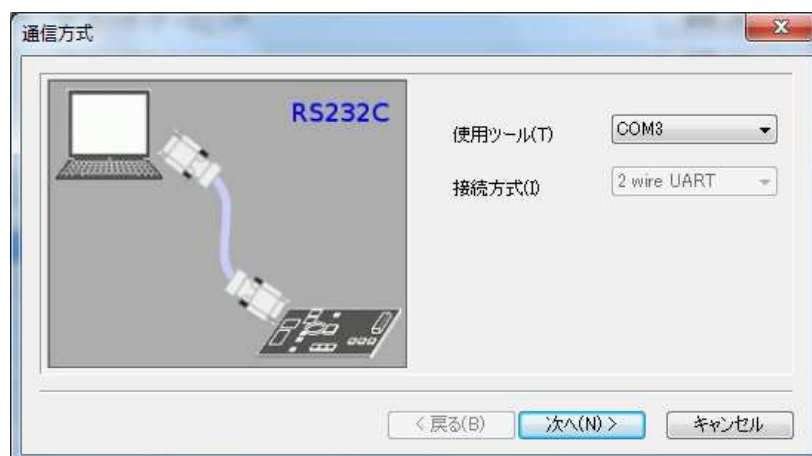 通信方式
RS232C
使用ツール(T)
COM3
接続方式(I)
2 wire UART
< 戻る(B)
次へ(N) >
キャンセル